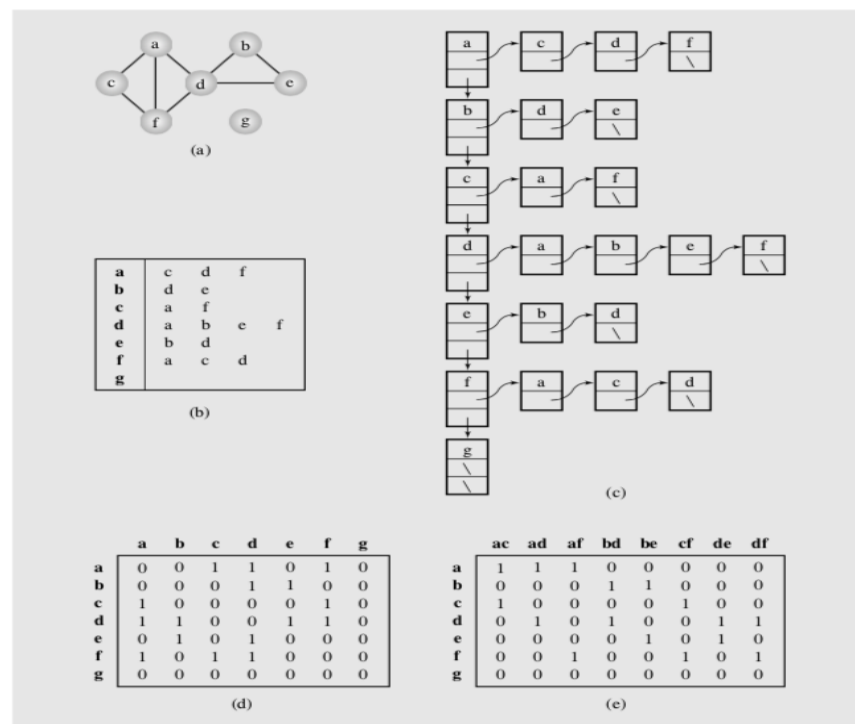 a b
c d e
f g
(a)
a c d f
b d e
c a f
d a b e f
e b d
f a c d
g
(b)
a c d f
\
b d e
\
c a f
\
d a b e f
\
e b d
\
f a c d
\
g
\
\
(c)
a b c d e f g
a 0 0 1 1 0 1 0
b 0 0 0 1 1 0 0
c 1 0 0 0 0 1 0
d 1 1 0 0 1 1 0
e 0 1 0 1 0 0 0
f 1 0 1 1 0 0 0
g 0 0 0 0 0 0 0
(d)
ac ad af bd be cf de df
a 1 1 1 0 0 0 0 0
b 0 0 0 1 1 0 0 0
c 1 0 0 0 0 1 0 0
d 0 1 0 1 0 0 1 1
e 0 0 0 0 1 0 1 0
f 0 0 1 0 0 1 0 1
g 0 0 0 0 0 0 0 0
(e)